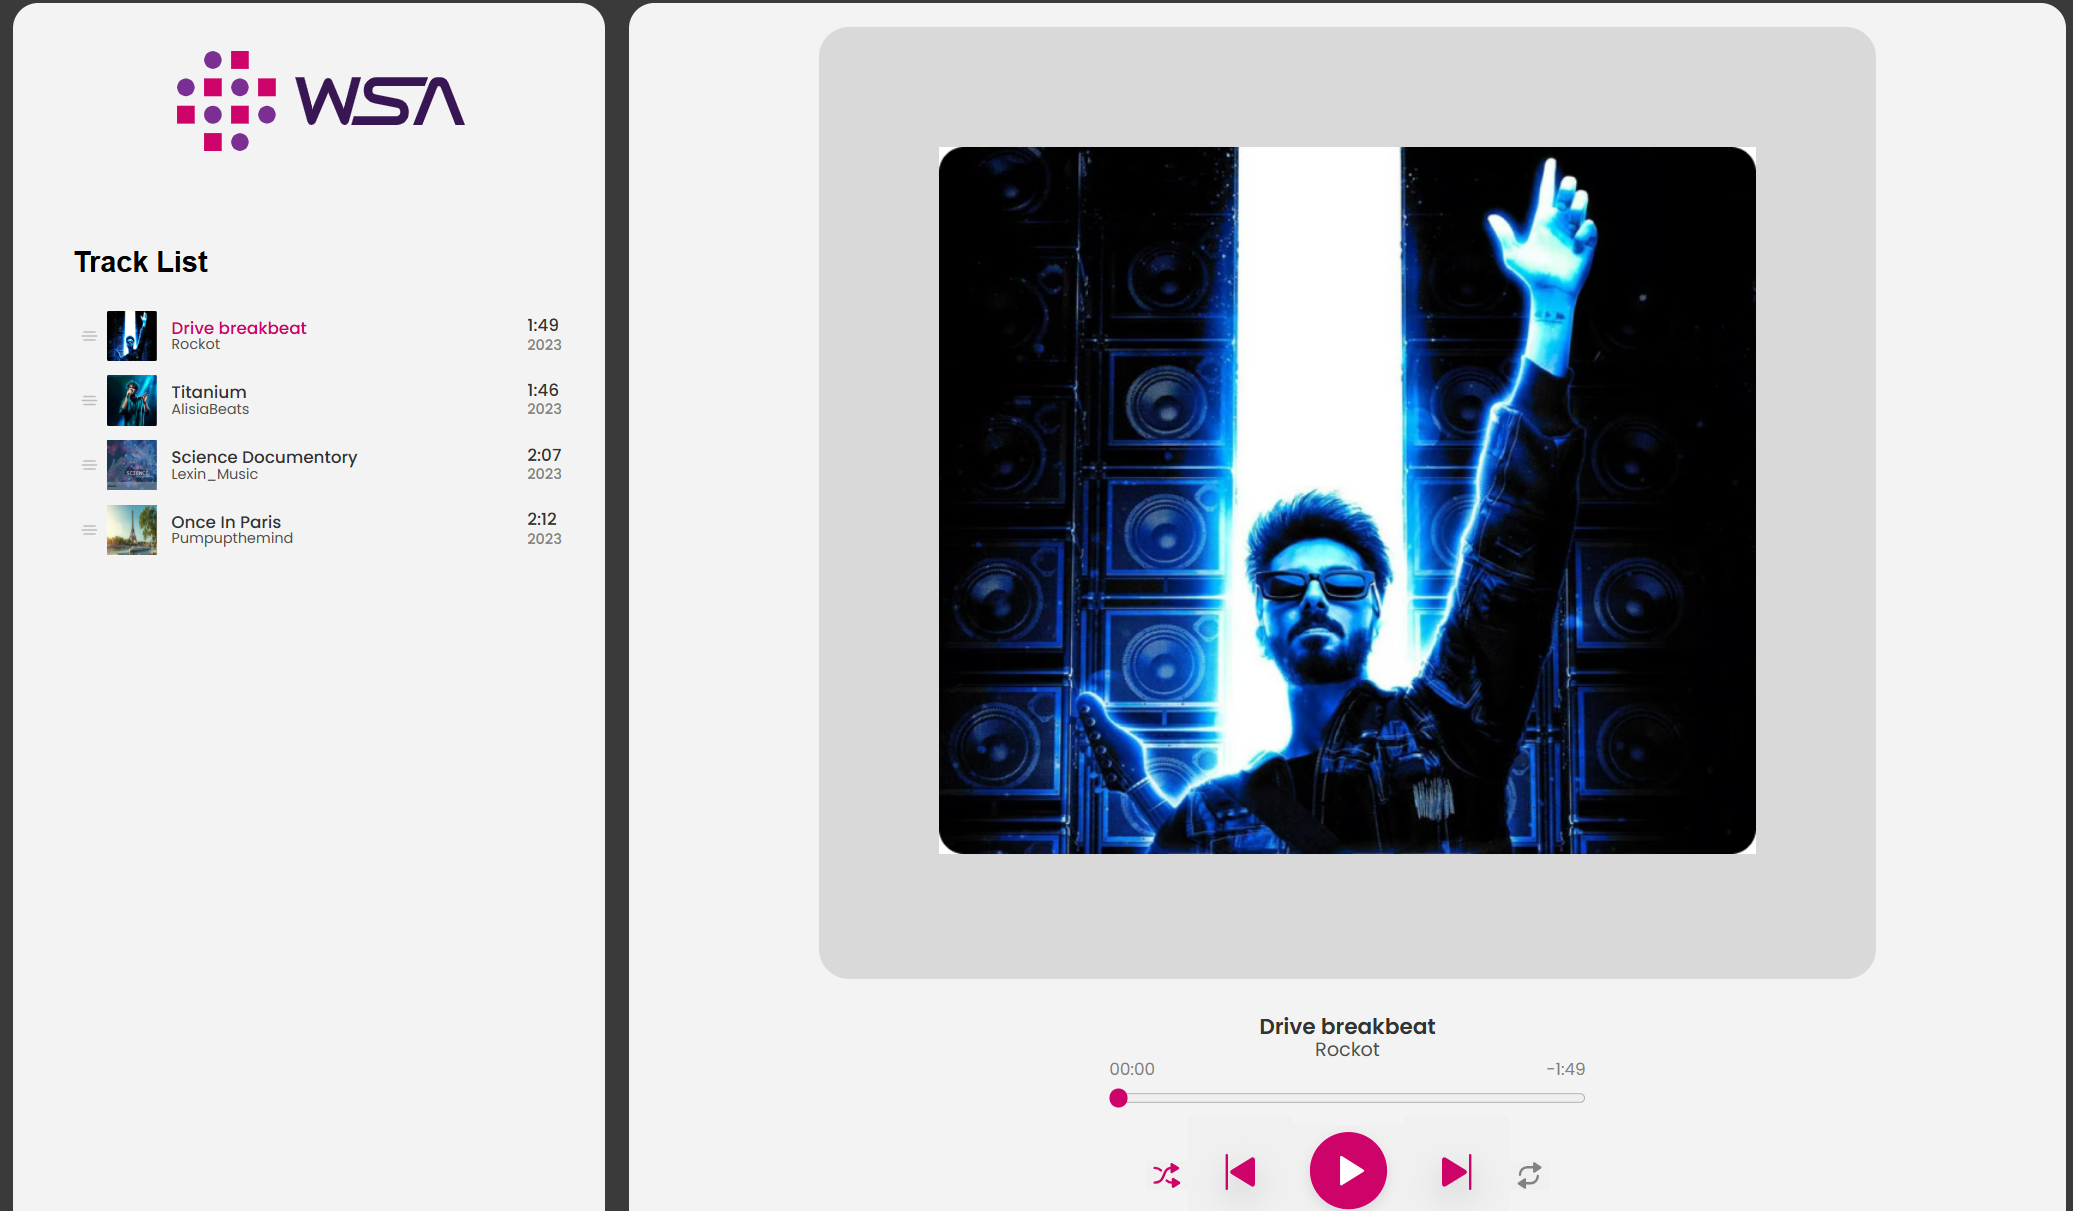 WSA
Track List
Drive breakbeat
Rockot
1:49
2023
Titanium
AlisiaBeats
1:46
2023
Science Documentory
Lexin_Music
2:07
2023
SCIENCE
Once In Paris
Pumpupthemind
2:12
2023
Drive breakbeat
Rockot
00:00
-1:49